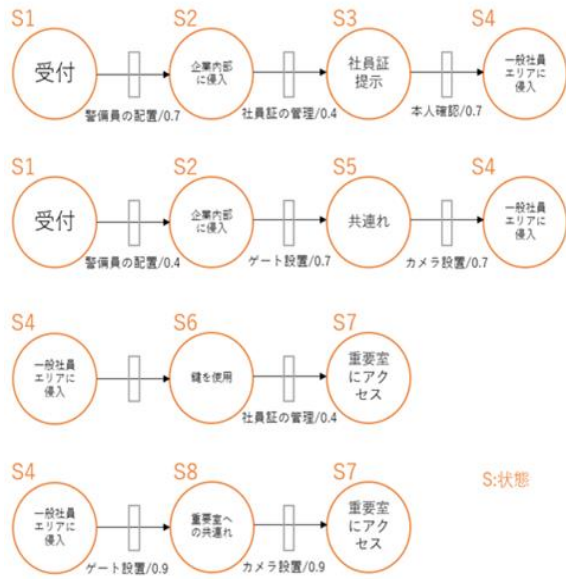 S1 S2 S3 S4
受付
企業内部
に侵入
社員証
提示
一般社員
エリアに
侵入
警備員の配置/0.7 社員証の管理/0.4 本人確認/0.7
S1 S2 S5 S4
受付
企業内部
に侵入
共連れ
一般社員
エリアに
侵入
警備員の配置/0.4 ゲート設置/0.7 カメラ設置/0.7
S4 S6 S7
一般社員
エリアに
侵入
鍵を使用
重要室
にアク
セス
社員証の管理/0.4
S4 S8 S7
一般社員
エリアに
侵入
重要室へ
の共連れ
重要室
にアク
セス
S:状態
ゲート設置/0.9 カメラ設置/0.9